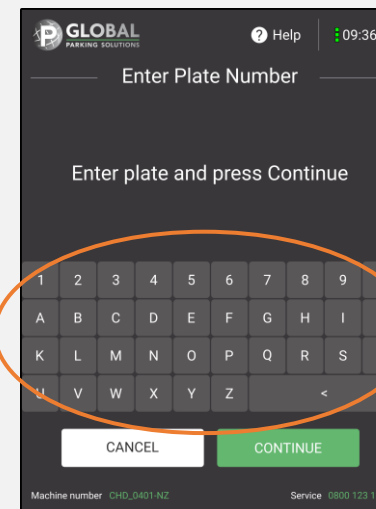 P GLOBAL
PARKING SOLUTIONS
? Help
09:36
Enter Plate Number
Enter plate and press Continue
1 2 3 4 5 6 7 8 9
A B C D E F G H I
K L M N O P Q R S
U V W X Y Z <
CANCEL CONTINUE
Machine number CHD_0401-NZ Service 0800 123 1